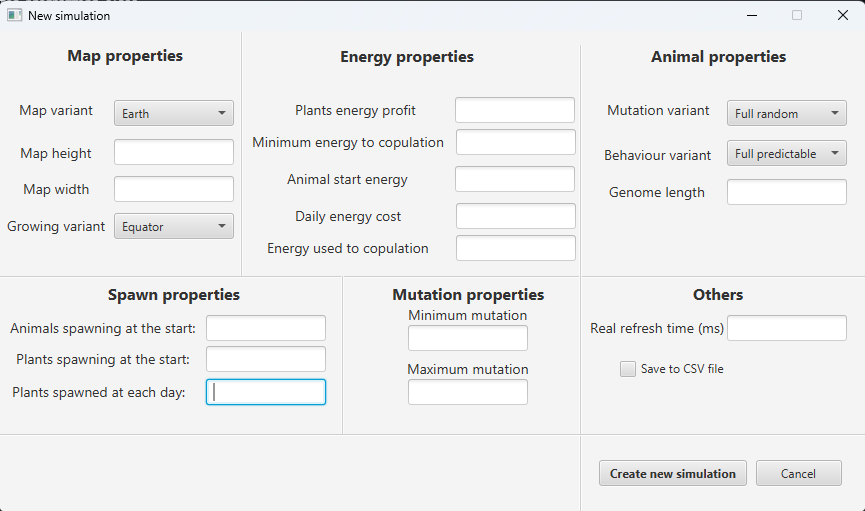 New simulation
Map properties
Map variant
Earth
Map height
Map width
Growing variant
Equator
Energy properties
Plants energy profit
Minimum energy to copulation
Animal start energy
Daily energy cost
Energy used to copulation
Animal properties
Mutation variant
Full random
Behaviour variant
Full predictable
Genome length
Spawn properties
Animals spawning at the start:
Plants spawning at the start:
Plants spawned at each day:
Mutation properties
Minimum mutation
Maximum mutation
Others
Real refresh time (ms)
Save to CSV file
Create new simulation
Cancel